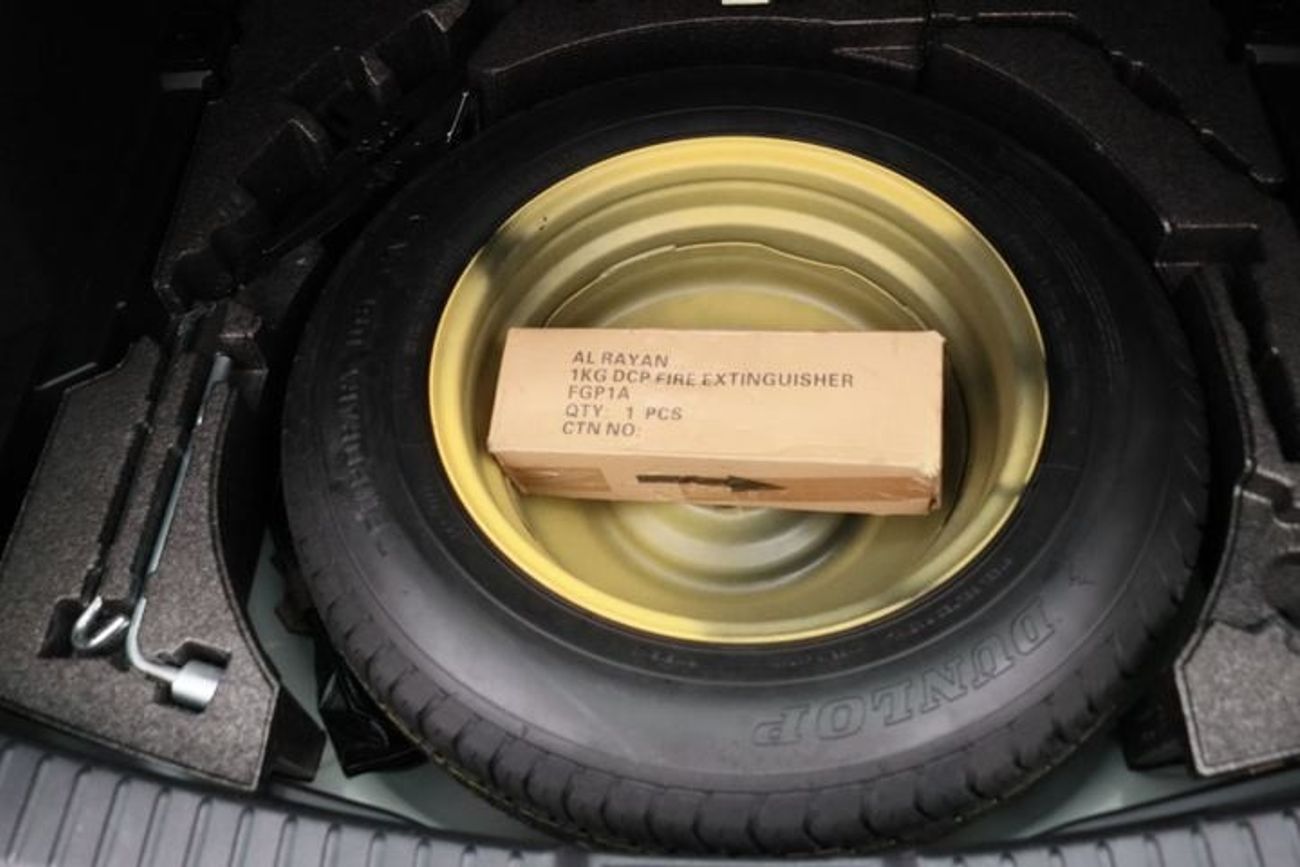 AL RAYAN
1KG DCP FIRE EXTINGUISHER
FGP1A
QTY: 1 PCS
CTN NO:
DUNLOP